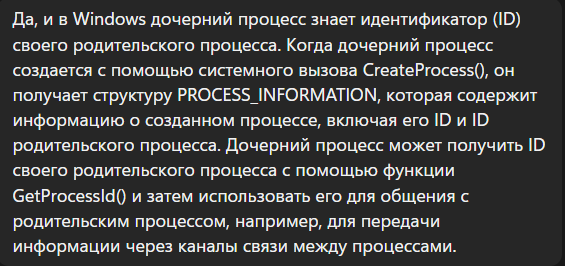 Да, и в Windows дочерний процесс знает идентификатор (ID)
своего родительского процесса. Когда дочерний процесс
создается с помощью системного вызова CreateProcess(), он
получает структуру PROCESS_INFORMATION, которая содержит
информацию о созданном процессе, включая его ID и ID
родительского процесса. Дочерний процесс может получить ID
своего родительского процесса с помощью функции
GetProcessId() и затем использовать его для общения с
родительским процессом, например, для передачи
информации через каналы связи между процессами.